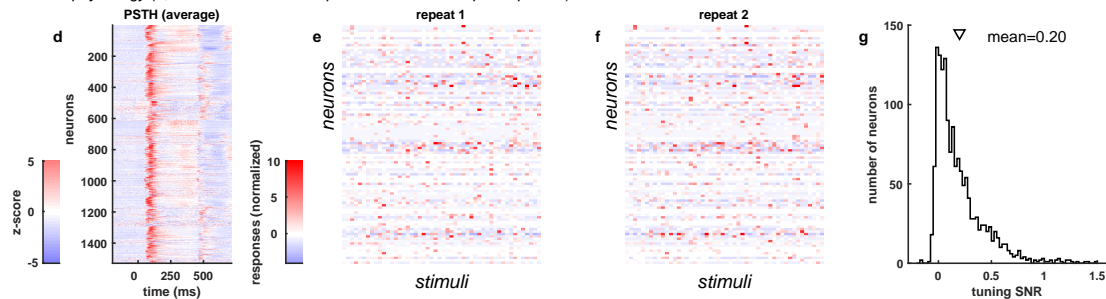 PSTH (average)
d
200
400
600
800
1000
1200
1400
neurons
0
250
500
time (ms)
5
0
-5
z-score
repeat 1
e
neurons
stimuli
10
5
0
responses (normalized)
repeat 2
f
neurons
stimuli
g
mean=0.20
150
100
50
0
number of neurons
0
0.5
1
1.5
tuning SNR